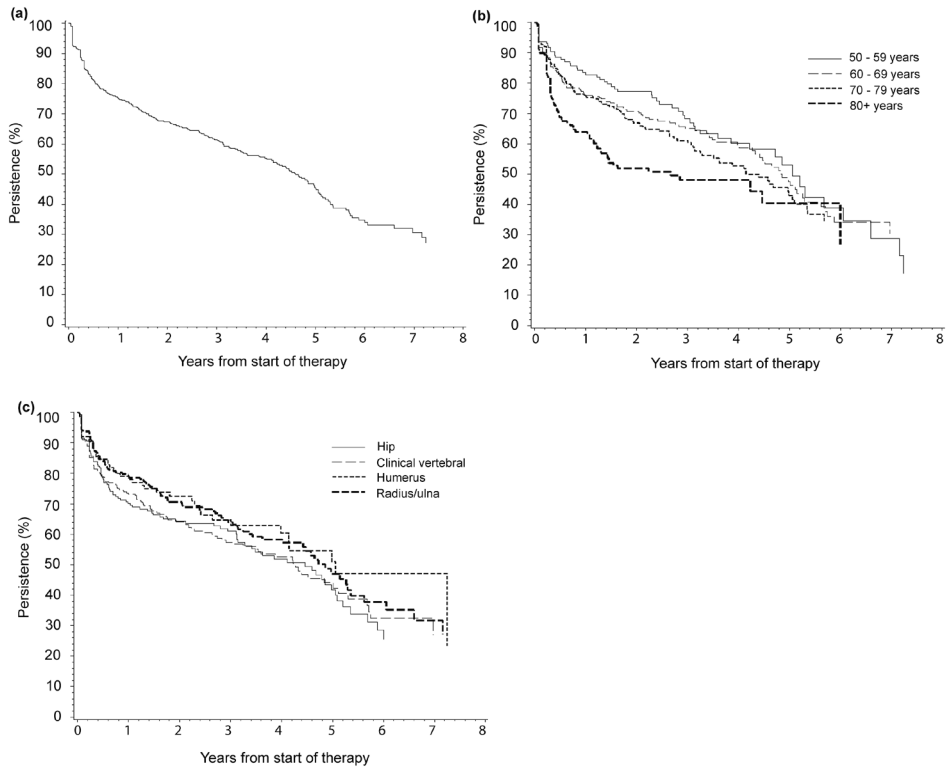 (a)
100
90
80
70
60
50
40
30
20
10
0
Persistence (%)
0 1 2 3 4 5 6 7 8
Years from start of therapy
(b)
100
90
80
70
60
50
40
30
20
10
0
Persistence (%)
50 - 59 years
60 - 69 years
70 - 79 years
80+ years
0 1 2 3 4 5 6 7 8
Years from start of therapy
(c)
100
90
80
70
60
50
40
30
20
10
0
Persistence (%)
Hip
Clinical vertebral
Humerus
Radius/ulna
0 1 2 3 4 5 6 7 8
Years from start of therapy